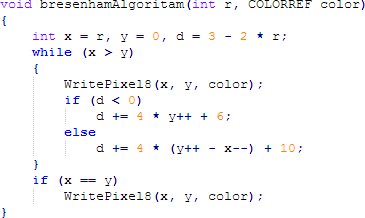 void bresenhamAlgoritam(int r, COLORREF color)
{
    int x = r, y = 0, d = 3 - 2 * r;
    while (x > y)
    {
        WritePixel8(x, y, color);
        if (d < 0)
            d += 4 * y++ + 6;
        else
            d += 4 * (y++ - x--) + 10;
    }
    if (x == y)
        WritePixel8(x, y, color);
}